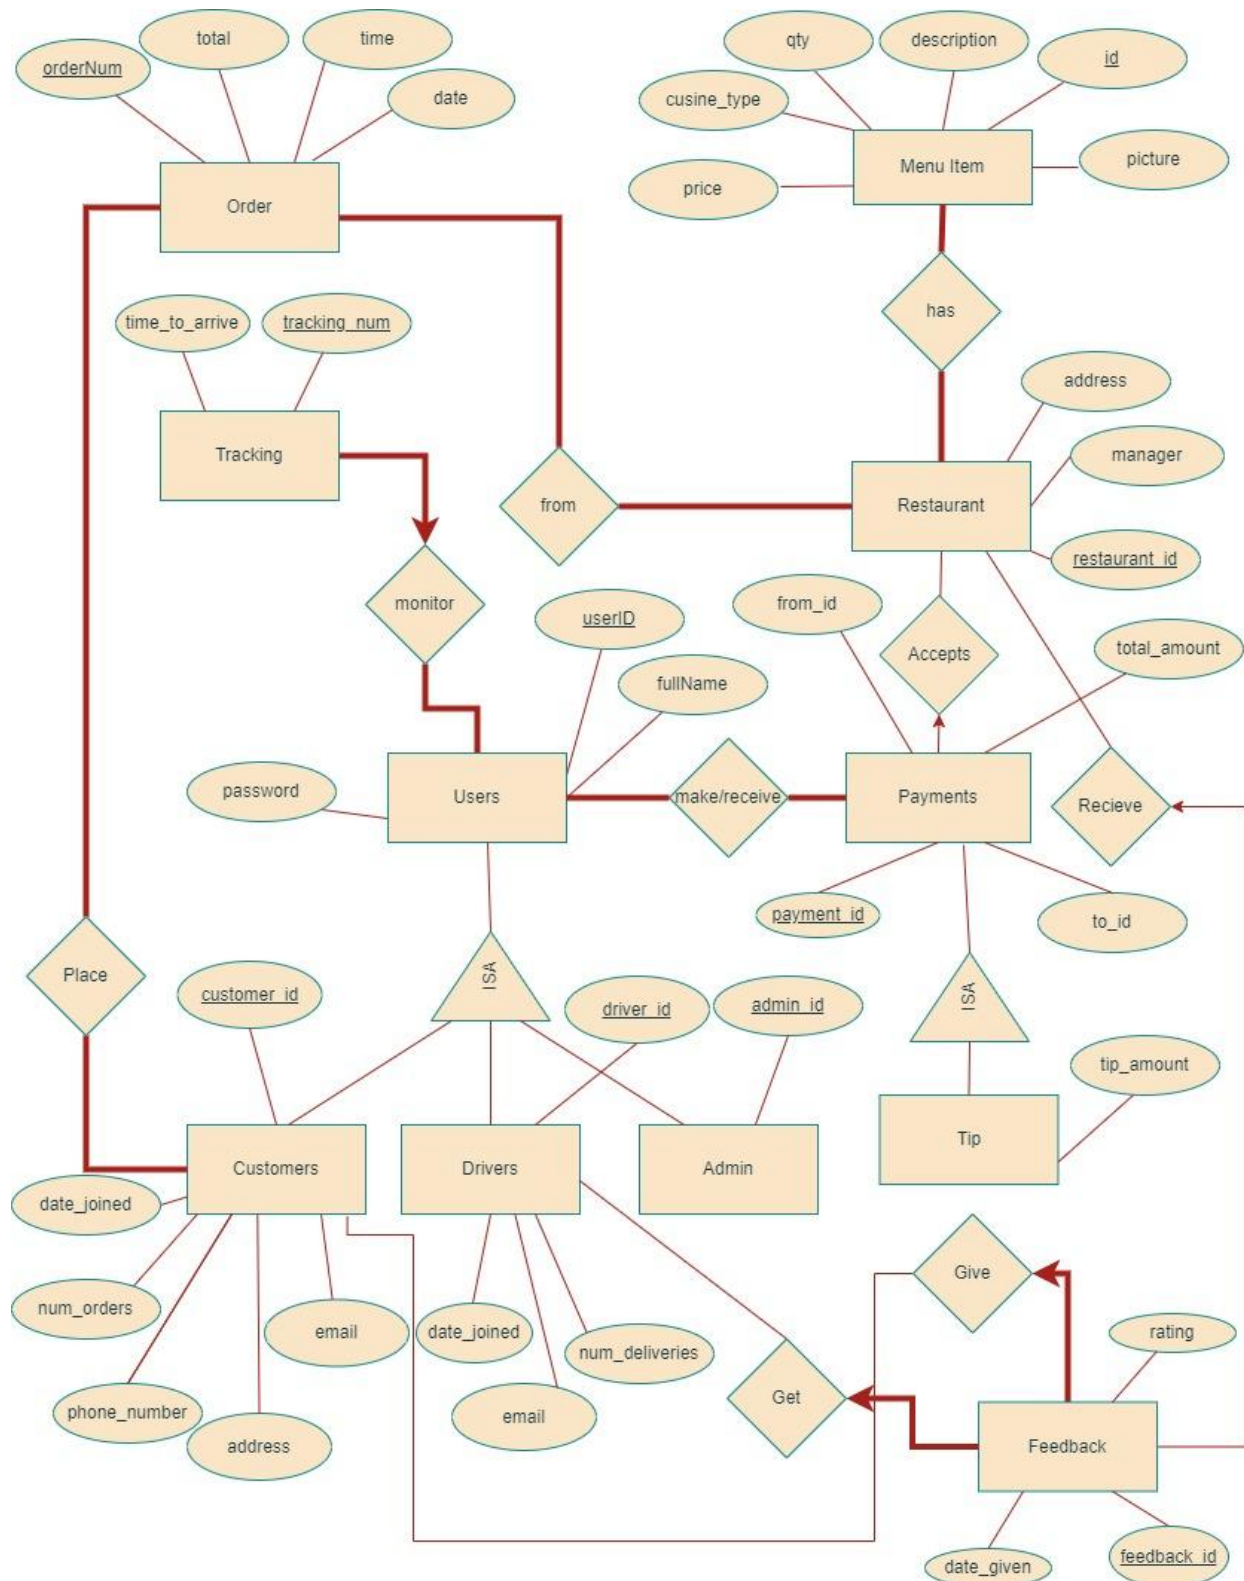 total
time
qty
description
id
orderNum
date
cusine_type
Menu Item
picture
price
Order
has
time_to_arrive
tracking_num
address
Tracking
manager
from
Restaurant
restaurant_id
monitor
from_id
userID
Accepts
total_amount
fullName
password
Users
make/receive
Payments
Recieve
payment_id
to_id
Place
ISA
ISA
customer_id
driver_id
admin_id
tip_amount
Tip
Customers
Drivers
Admin
date_joined
Give
num_orders
email
date_joined
num_deliveries
rating
phone_number
email
Get
address
Feedback
date_given
feedback_id